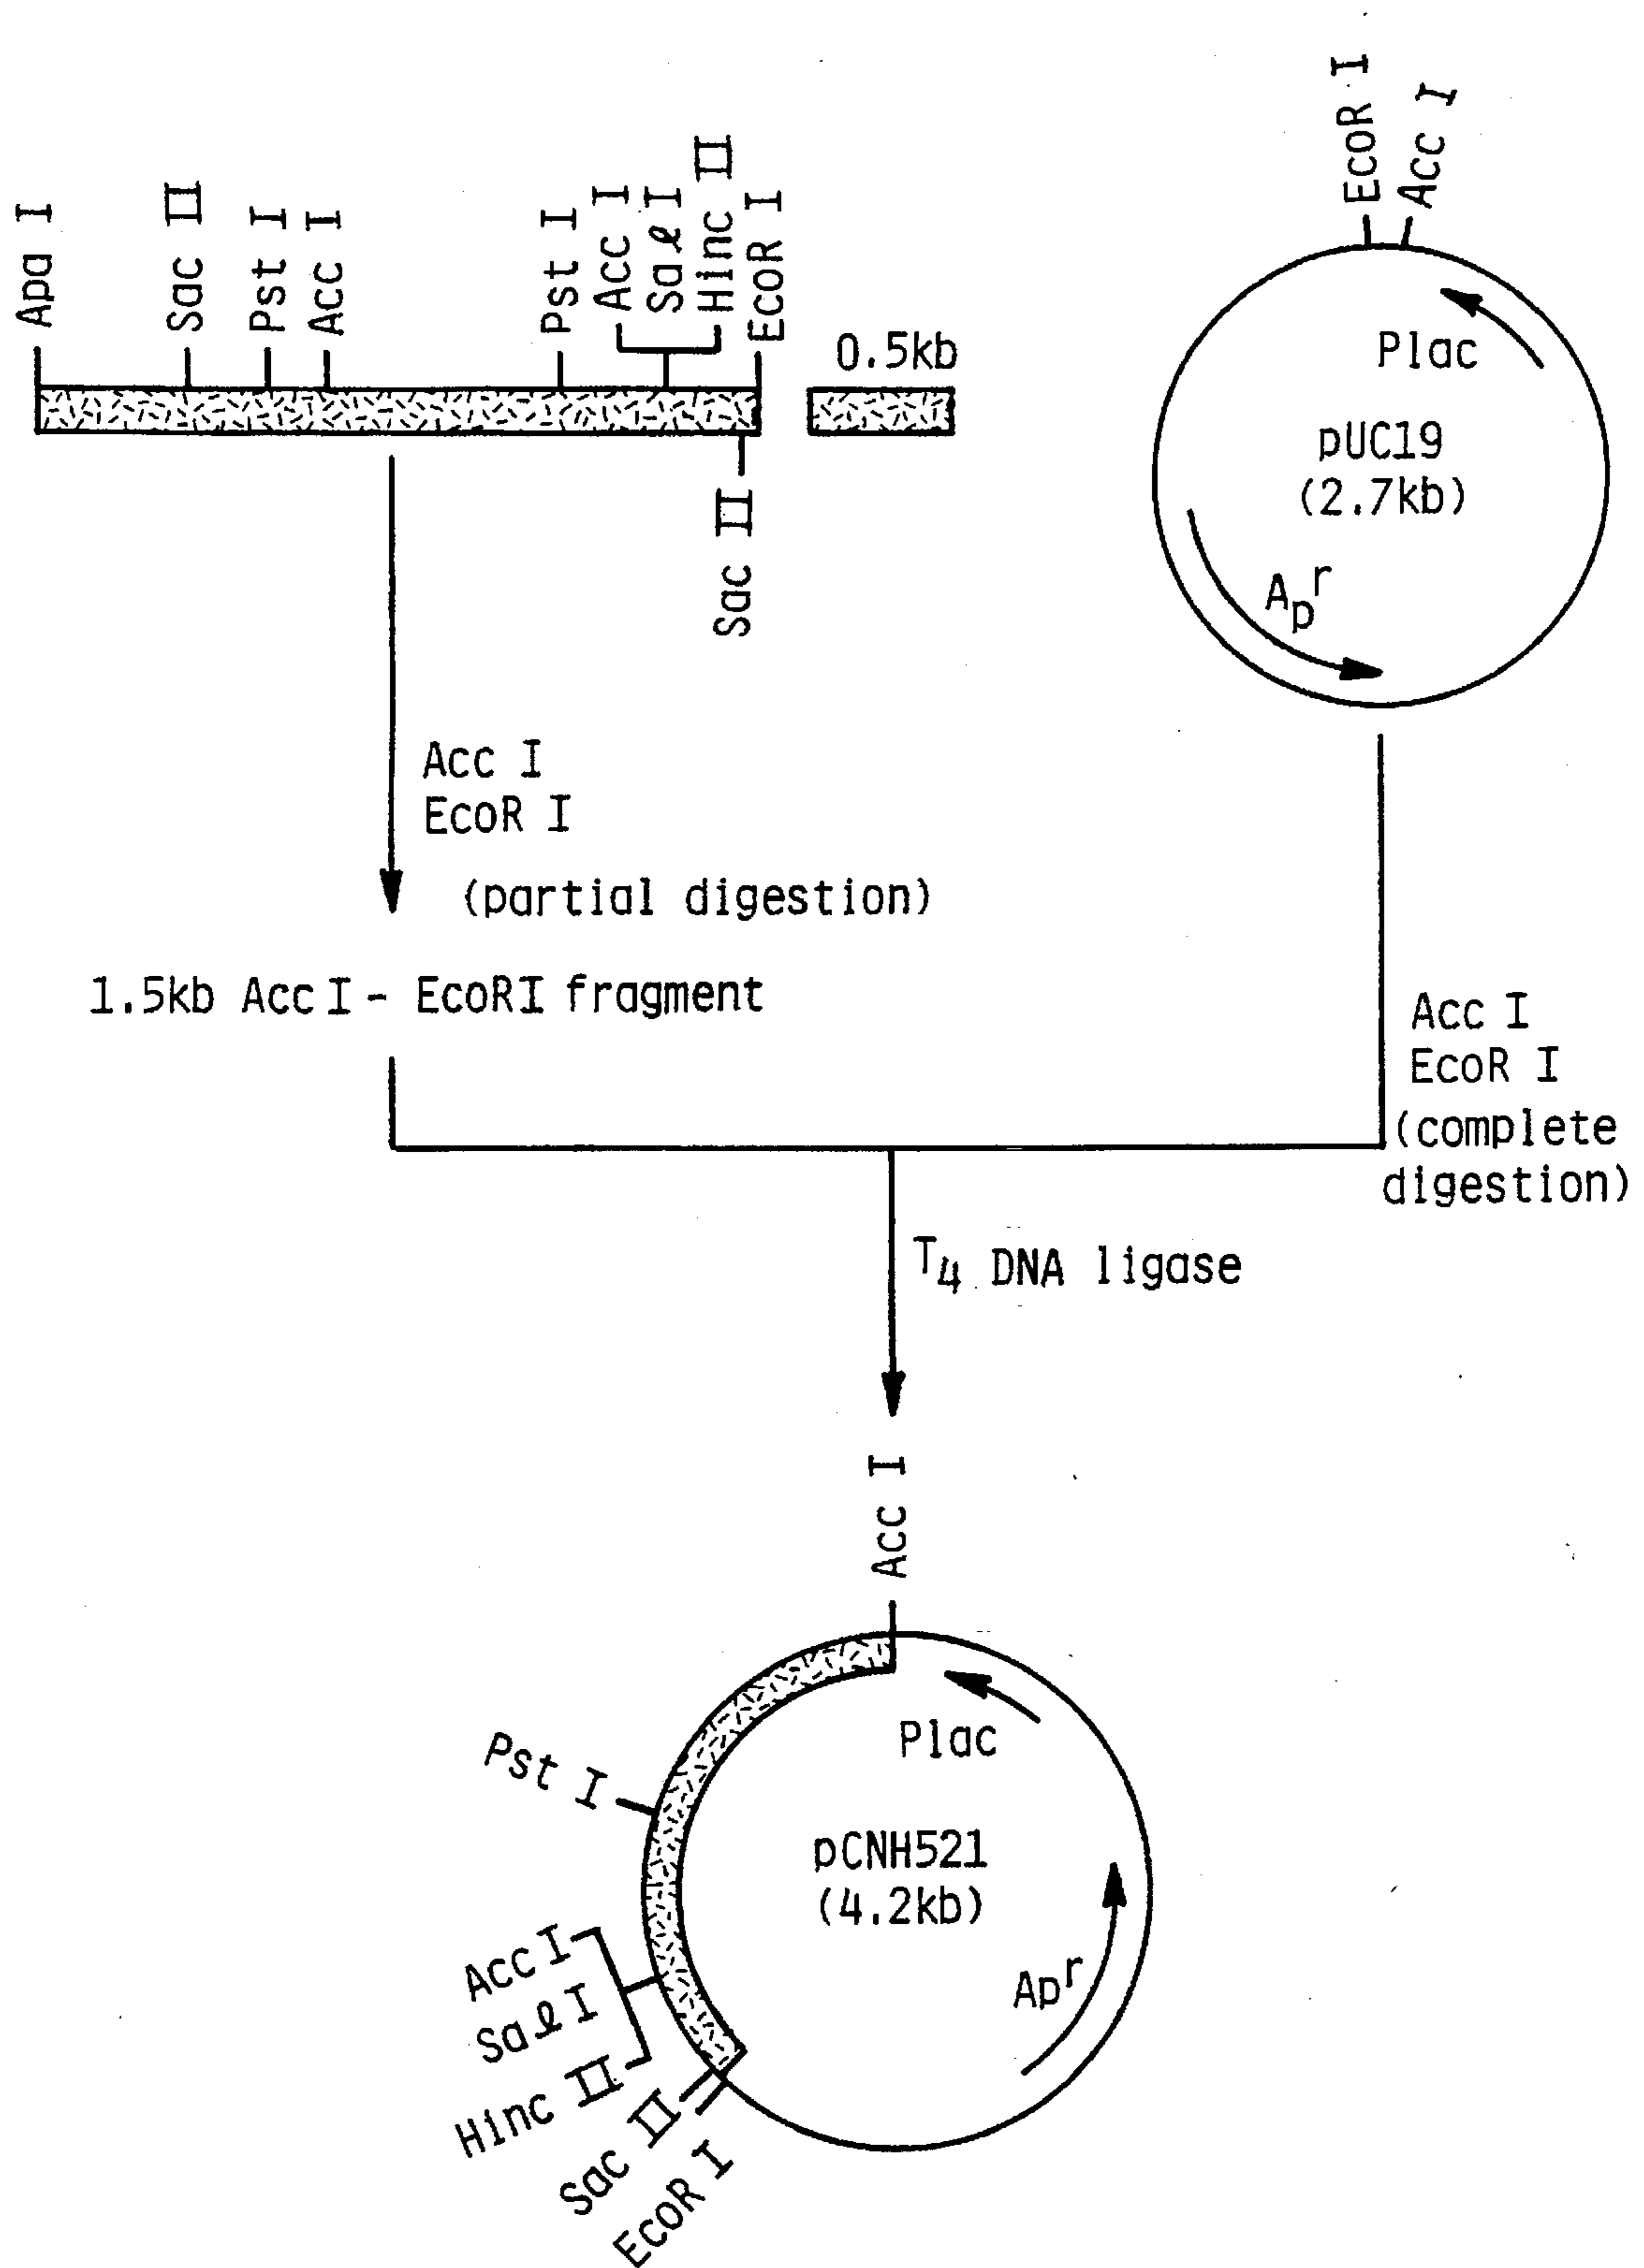 Apa I
Sac II
Pst I
Acc I
Pst I
Acc I
Sal I
Hinc II
EcoR I
0.5kb
Sac II
EcoR I
Acc I
Plac
pUC19
(2.7kb)
Apr
Acc I
EcoR I
(partial digestion)
1.5kb Acc I - EcoRI fragment
Acc I
EcoR I
(complete
digestion)
T4 DNA ligase
Acc I
Plac
Pst I
pCNH521
(4.2kb)
Apr
Acc I
Sal I
Hinc II
Sac II
EcoR I